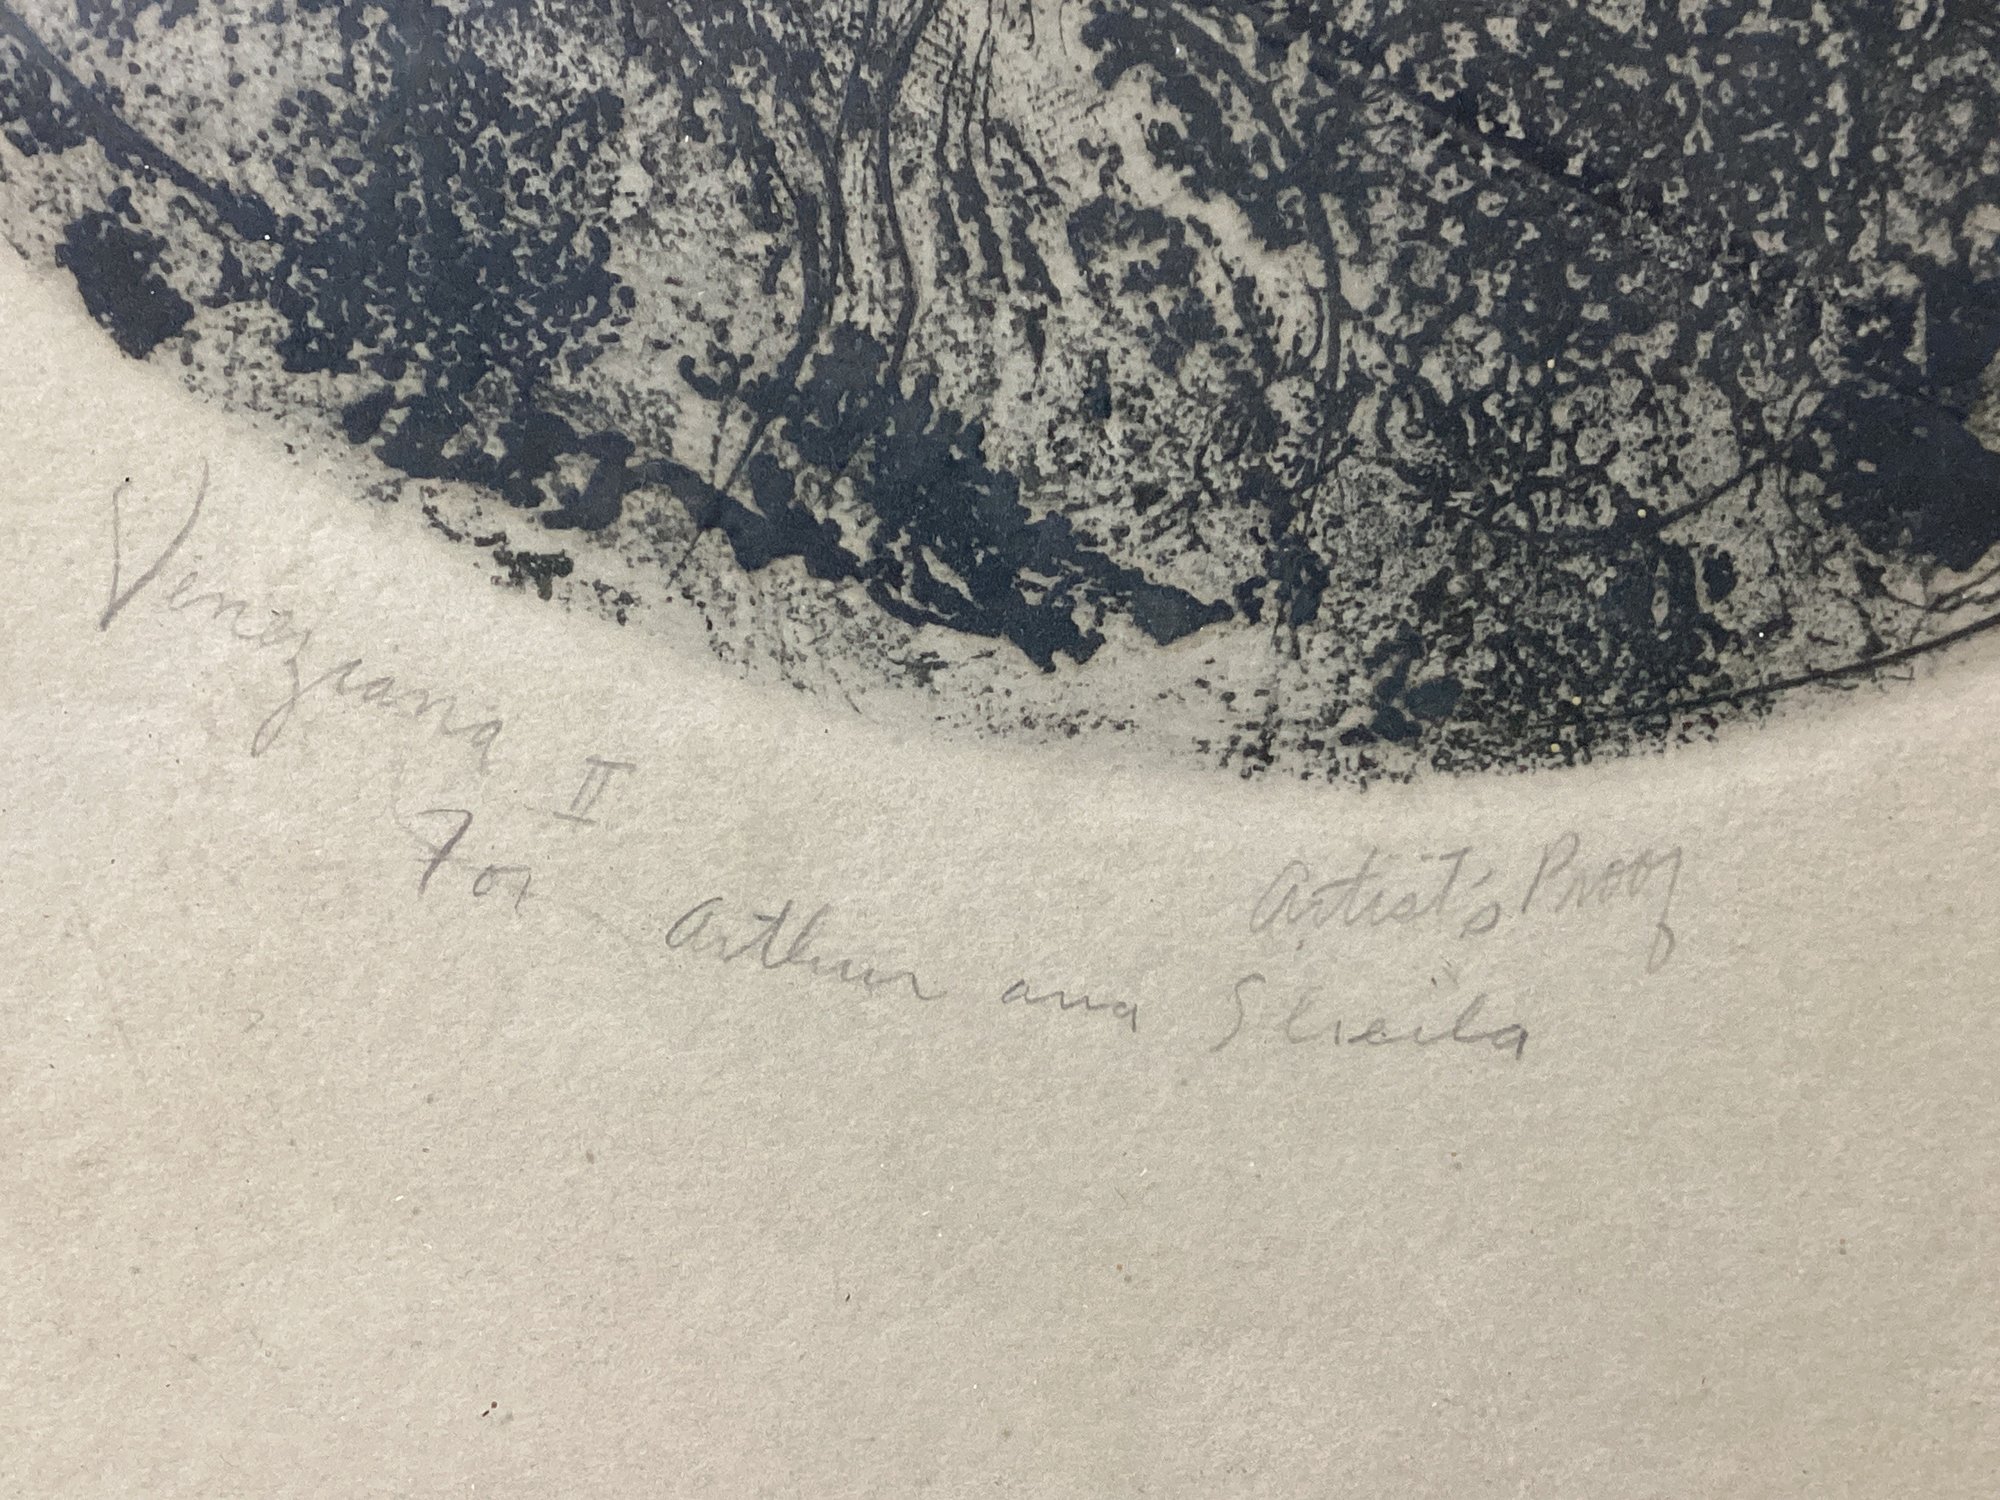 Veneziana II
Artist's Proof
For Arthur and Sheila